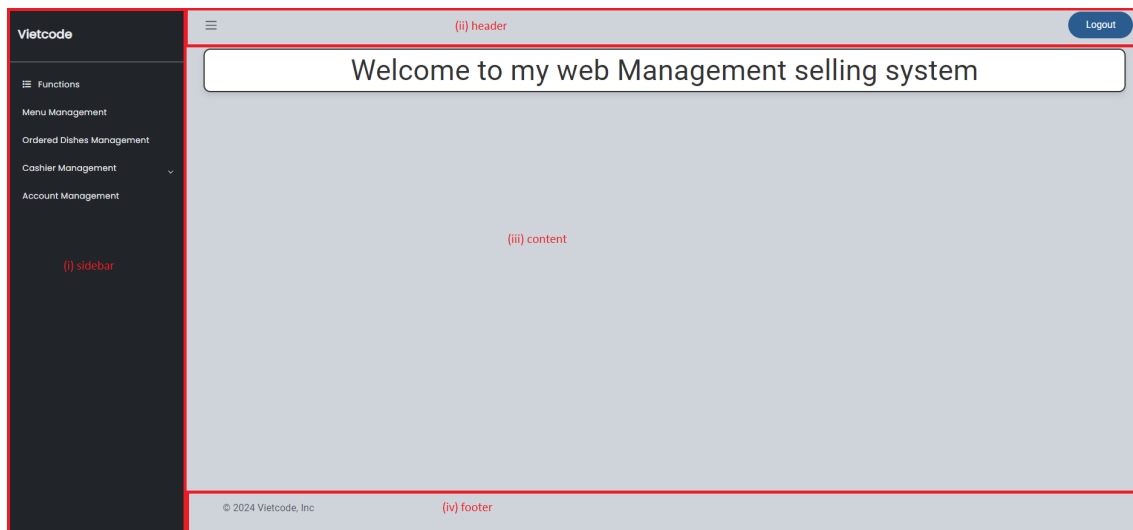 Vietcode
Functions
Menu Management
Ordered Dishes Management
Cashier Management
Account Management
(i) sidebar
(ii) header
Logout
Welcome to my web Management selling system
(iii) content
© 2024 Vietcode, Inc
(iv) footer